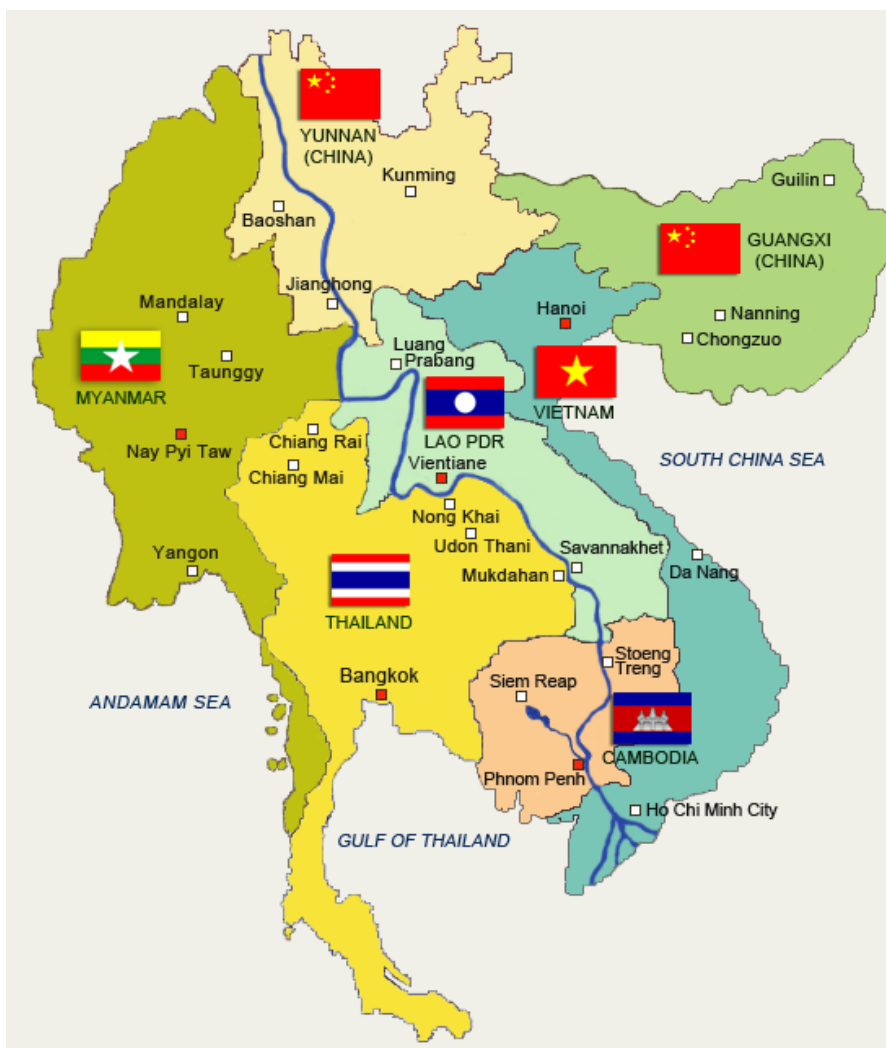 YUNNAN
(CHINA)
Kunming
Guilin
Baoshan
GUANGXI
(CHINA)
Jianghong
Mandalay
Hanoi
Nanning
Chongzuo
Luang
Prabang
Taunggy
MYANMAR
VIETNAM
Nay Pyi Taw
Chiang Rai
LAO PDR
Chiang Mai
Vientiane
SOUTH CHINA SEA
Nong Khai
Udon Thani
Yangon
Savannakhet
Mukdahan
Da Nang
THAILAND
Stoeng
Treng
Bangkok
Siem Reap
ANDAMAM SEA
CAMBODIA
Phnom Penh
Ho Chi Minh City
GULF OF THAILAND